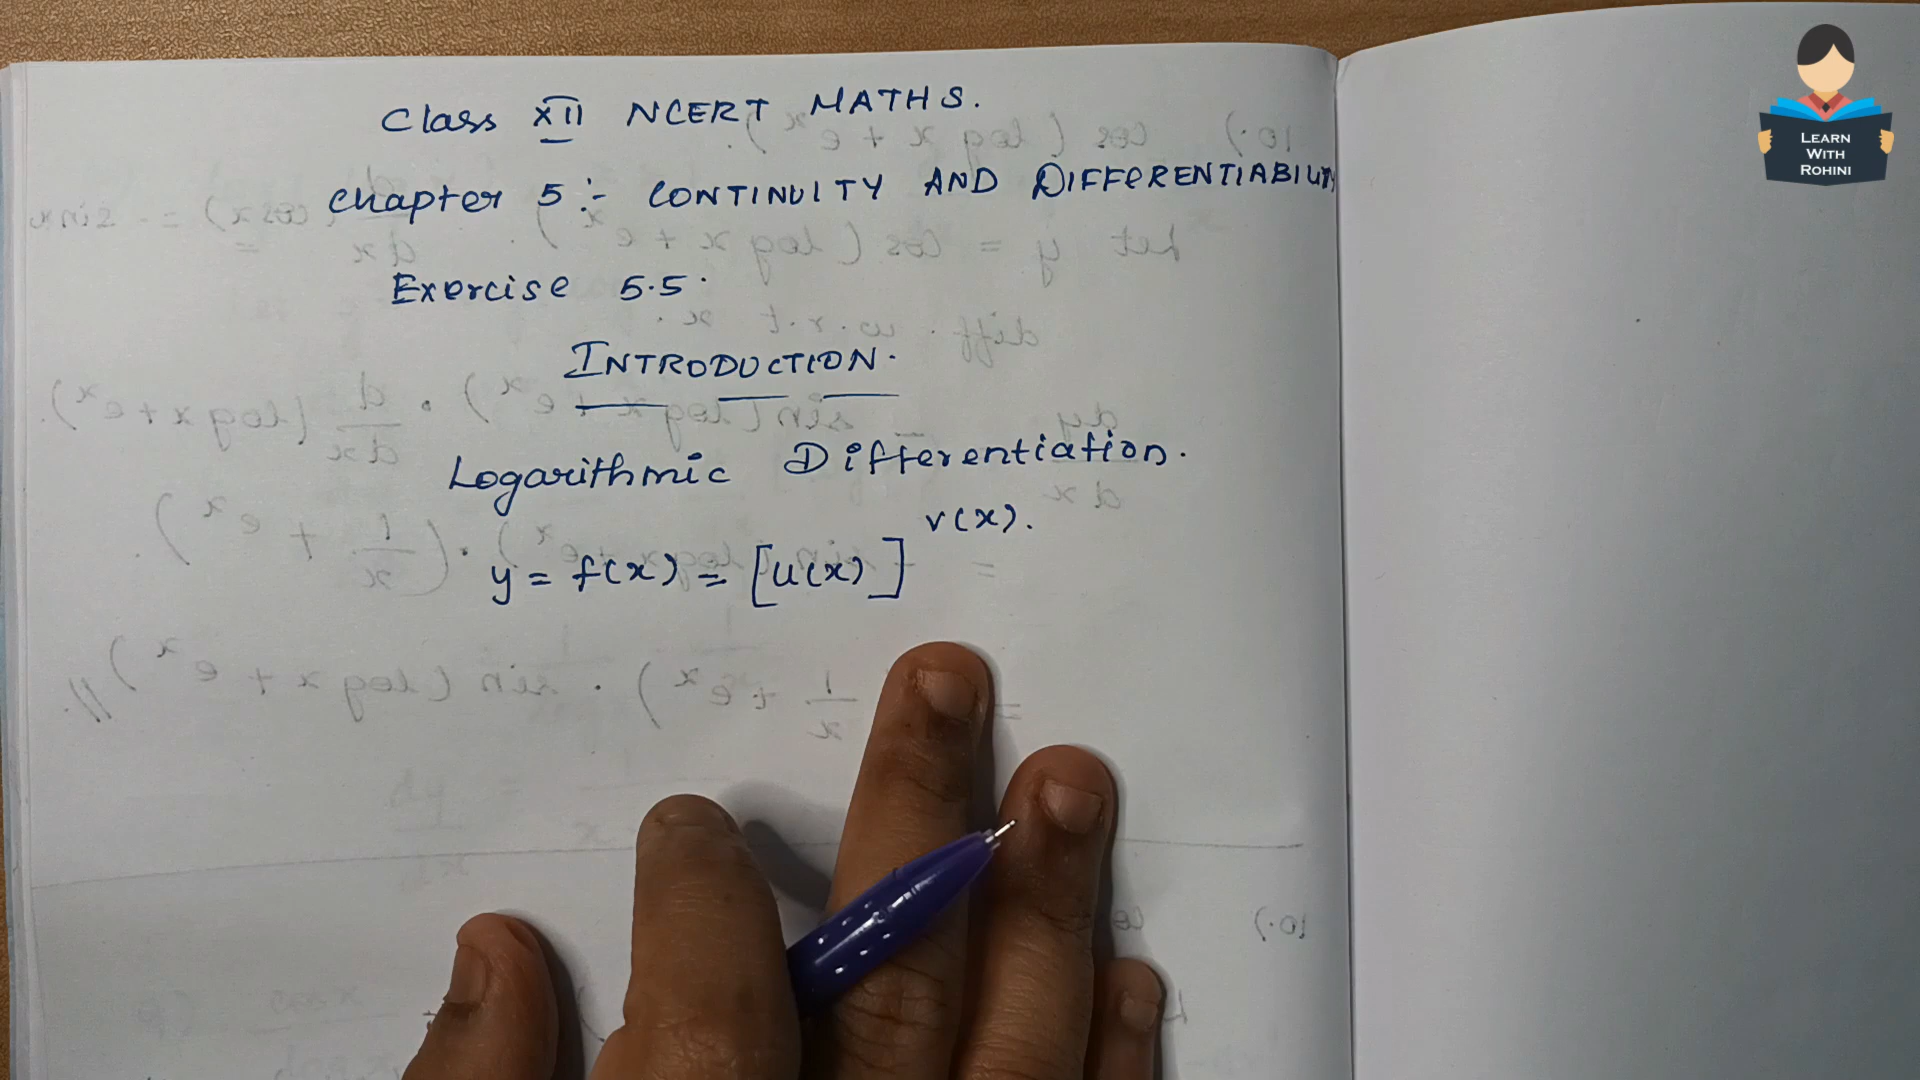 Class XII NCERT MATHS.
Chapter 5 :- CONTINUITY AND DIFFERENTIABILITY
Exercise 5.5.
INTRODUCTION.
Logarithmic Differentiation.
y = f(x) = [u(x)]^v(x).
LEARN
WITH
ROHINI